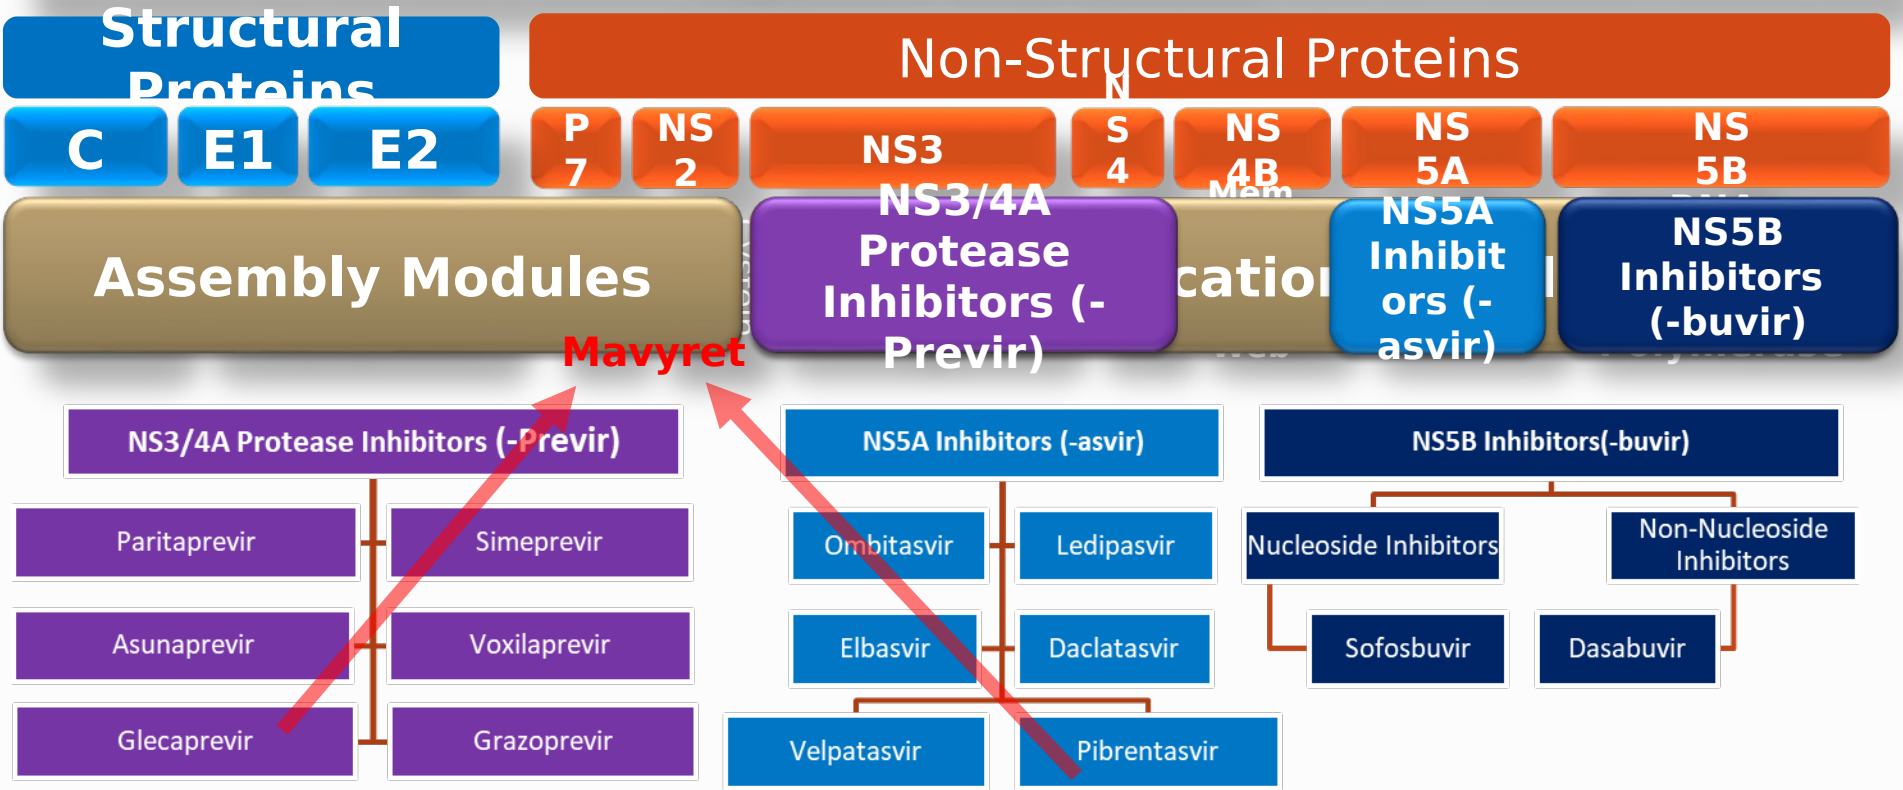 Structural
Proteins
Non-Structural Proteins
C
E1
E2
P
7
NS
2
NS3
N
S
4
NS
4B
NS
5A
NS
5B
Mem
Assembly Modules
NS3/4A
Protease
Inhibitors (-
Previr)
NS5A
Inhibit
ors (-
asvir)
NS5B
Inhibitors
(-buvir)
web
Polymerase
Mavyret
NS3/4A Protease Inhibitors (-Previr)
Paritaprevir
Simeprevir
Asunaprevir
Voxilaprevir
Glecaprevir
Grazoprevir
NS5A Inhibitors (-asvir)
Ombitasvir
Ledipasvir
Elbasvir
Daclatasvir
Velpatasvir
Pibrentasvir
NS5B Inhibitors(-buvir)
Nucleoside Inhibitors
Non-Nucleoside
Inhibitors
Sofosbuvir
Dasabuvir